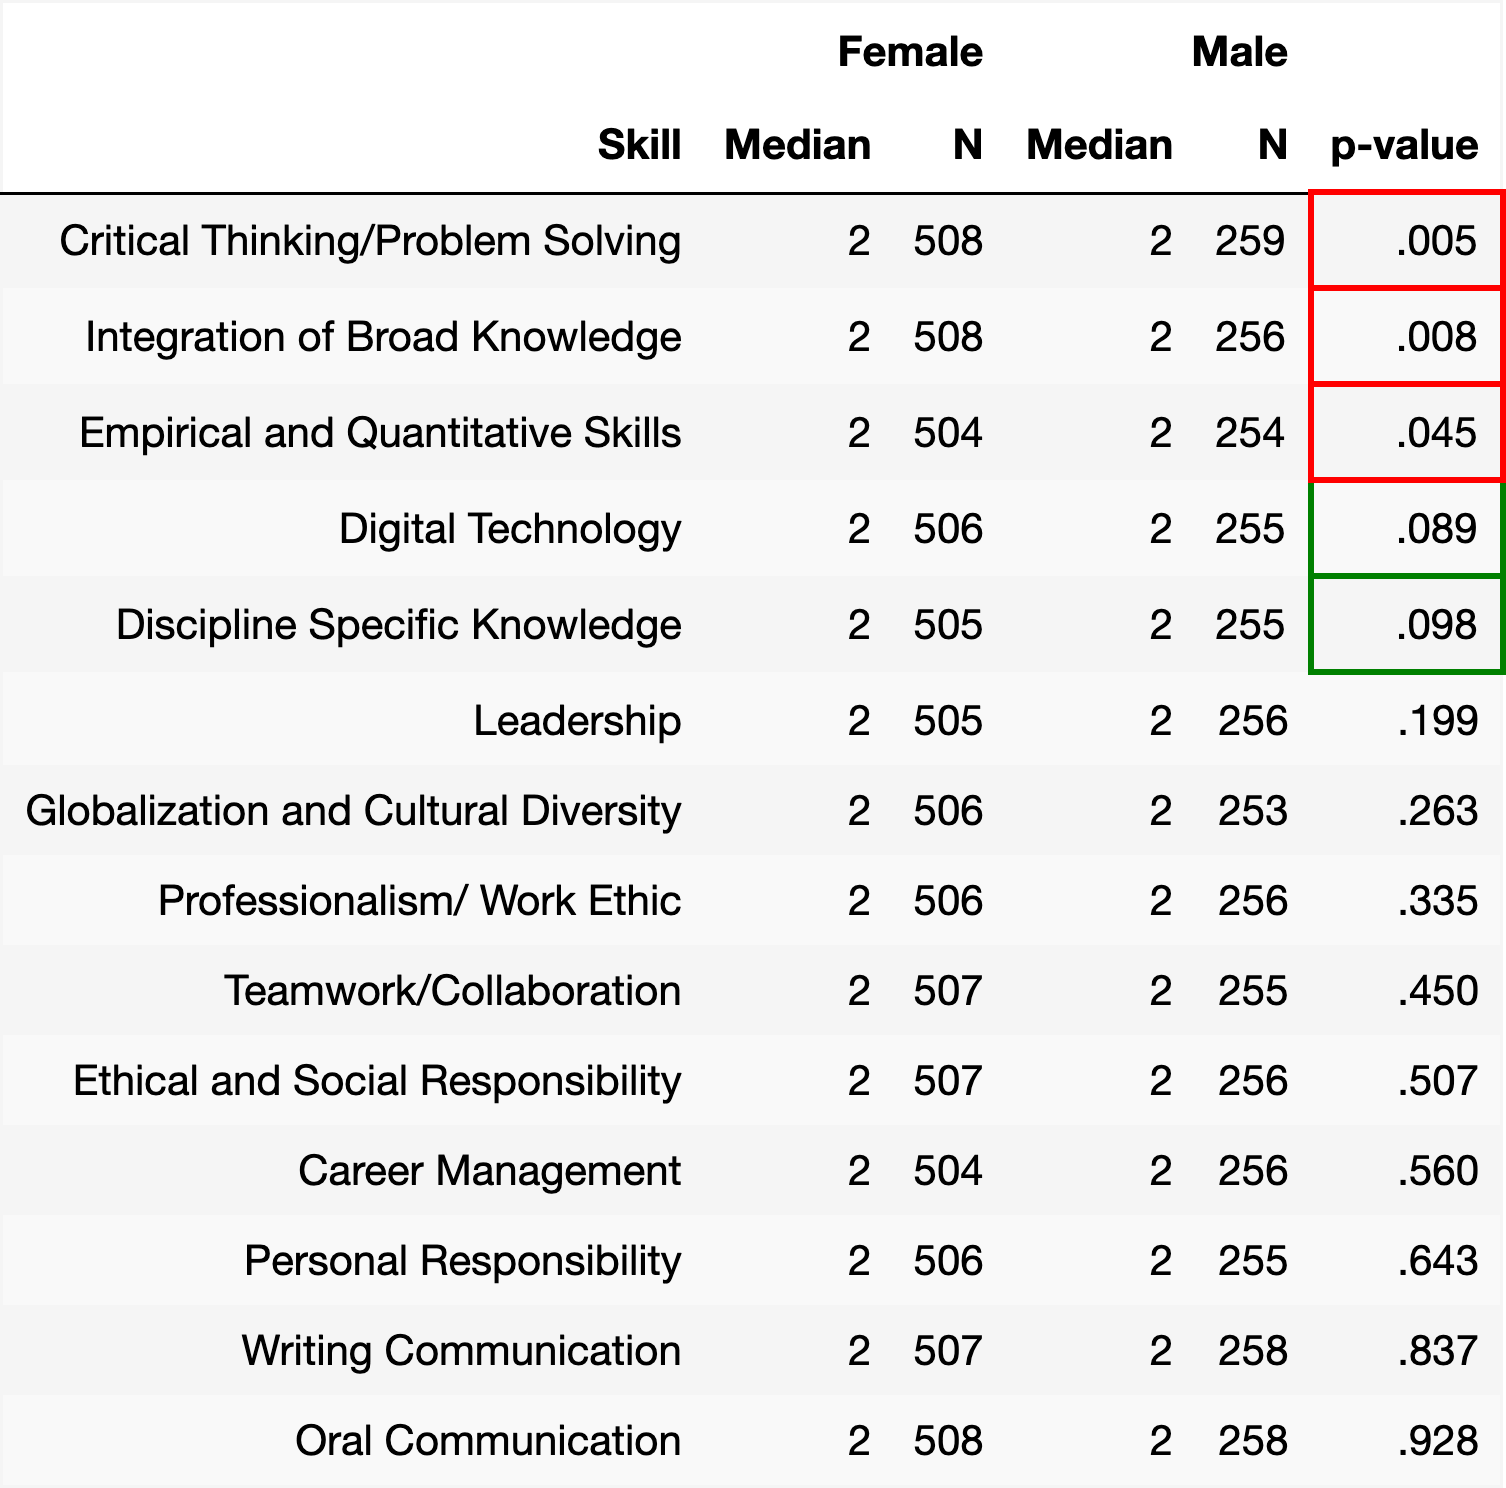 Female Male
Skill Median N Median N p-value
Critical Thinking/Problem Solving 2 508 2 259 .005
Integration of Broad Knowledge 2 508 2 256 .008
Empirical and Quantitative Skills 2 504 2 254 .045
Digital Technology 2 506 2 255 .089
Discipline Specific Knowledge 2 505 2 255 .098
Leadership 2 505 2 256 .199
Globalization and Cultural Diversity 2 506 2 253 .263
Professionalism/ Work Ethic 2 506 2 256 .335
Teamwork/Collaboration 2 507 2 255 .450
Ethical and Social Responsibility 2 507 2 256 .507
Career Management 2 504 2 256 .560
Personal Responsibility 2 506 2 255 .643
Writing Communication 2 507 2 258 .837
Oral Communication 2 508 2 258 .928